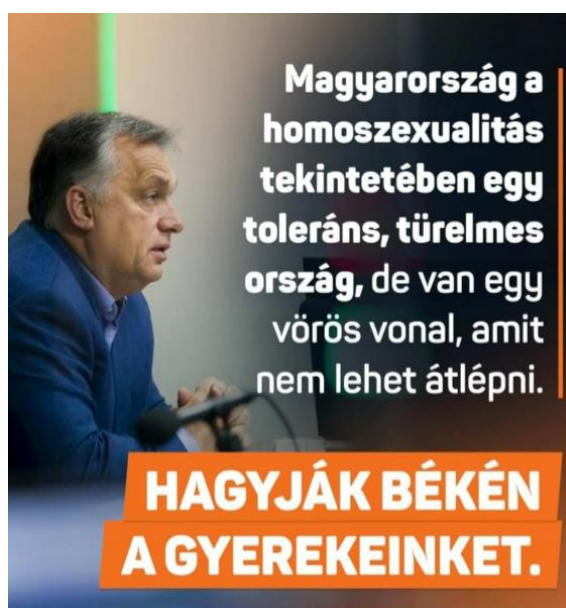 Magyarország a
homoszexualitás
tekintetében egy
toleráns, türelmes
ország, de van egy
vörös vonal, amit
nem lehet átlépni.
HAGYJÁK BÉKÉN
A GYEREKEINKET.